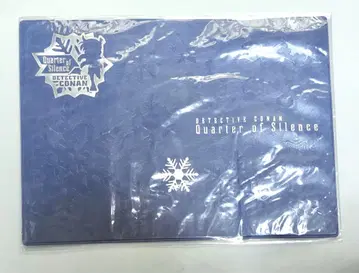 Quarter of
Silence
DETECTIVE
CONAN
DETECTIVE CONAN
Quarter of Silence